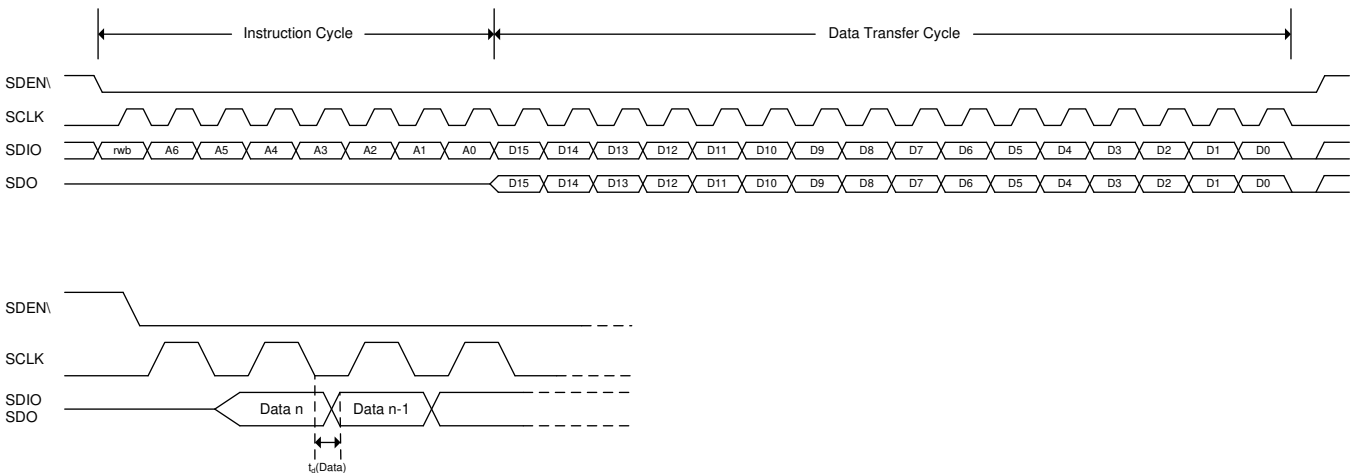 Instruction Cycle Data Transfer Cycle
SDEN\
SCLK
SDIO rwb A6 A5 A4 A3 A2 A1 A0 D15 D14 D13 D12 D11 D10 D9 D8 D7 D6 D5 D4 D3 D2 D1 D0
SDO D15 D14 D13 D12 D11 D10 D9 D8 D7 D6 D5 D4 D3 D2 D1 D0
SDEN\
SCLK
SDIO
SDO
Data n Data n-1
td(Data)